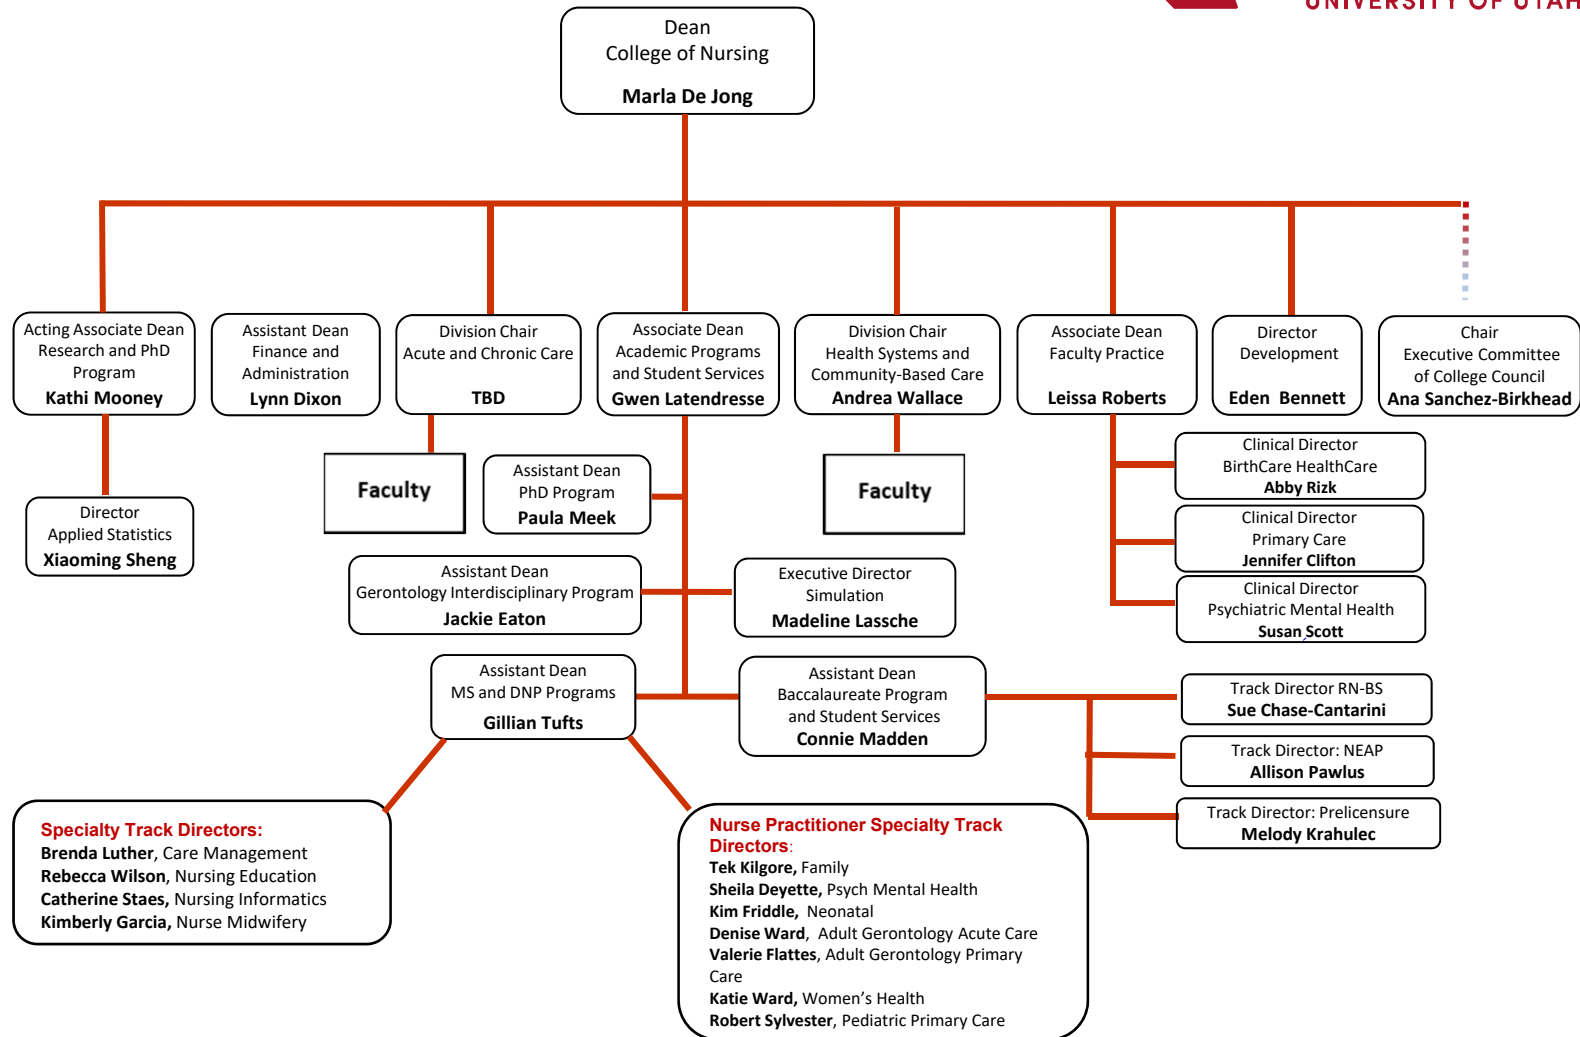 UNIVERSITY OF UTAH
Dean
College of Nursing
Marla De Jong
Acting Associate Dean
Research and PhD
Program
Kathi Mooney
Assistant Dean
Finance and
Administration
Lynn Dixon
Division Chair
Acute and Chronic Care
TBD
Associate Dean
Academic Programs
and Student Services
Gwen Latendresse
Division Chair
Health Systems and
Community-Based Care
Andrea Wallace
Associate Dean
Faculty Practice
Leissa Roberts
Director
Development
Eden Bennett
Chair
Executive Committee
of College Council
Ana Sanchez-Birkhead
Director
Applied Statistics
Xiaoming Sheng
Faculty
Assistant Dean
PhD Program
Paula Meek
Faculty
Clinical Director
BirthCare HealthCare
Abby Rizk
Clinical Director
Primary Care
Jennifer Clifton
Clinical Director
Psychiatric Mental Health
Susan Scott
Assistant Dean
Gerontology Interdisciplinary Program
Jackie Eaton
Executive Director
Simulation
Madeline Lassche
Assistant Dean
MS and DNP Programs
Gillian Tufts
Assistant Dean
Baccalaureate Program
and Student Services
Connie Madden
Track Director RN-BS
Sue Chase-Cantarini
Track Director: NEAP
Allison Pawlus
Track Director: Prelicensure
Melody Krahulec
Specialty Track Directors:
Brenda Luther, Care Management
Rebecca Wilson, Nursing Education
Catherine Staes, Nursing Informatics
Kimberly Garcia, Nurse Midwifery
Nurse Practitioner Specialty Track
Directors:
Tek Kilgore, Family
Sheila Deyette, Psych Mental Health
Kim Friddle, Neonatal
Denise Ward, Adult Gerontology Acute Care
Valerie Flattes, Adult Gerontology Primary
Care
Katie Ward, Women's Health
Robert Sylvester, Pediatric Primary Care